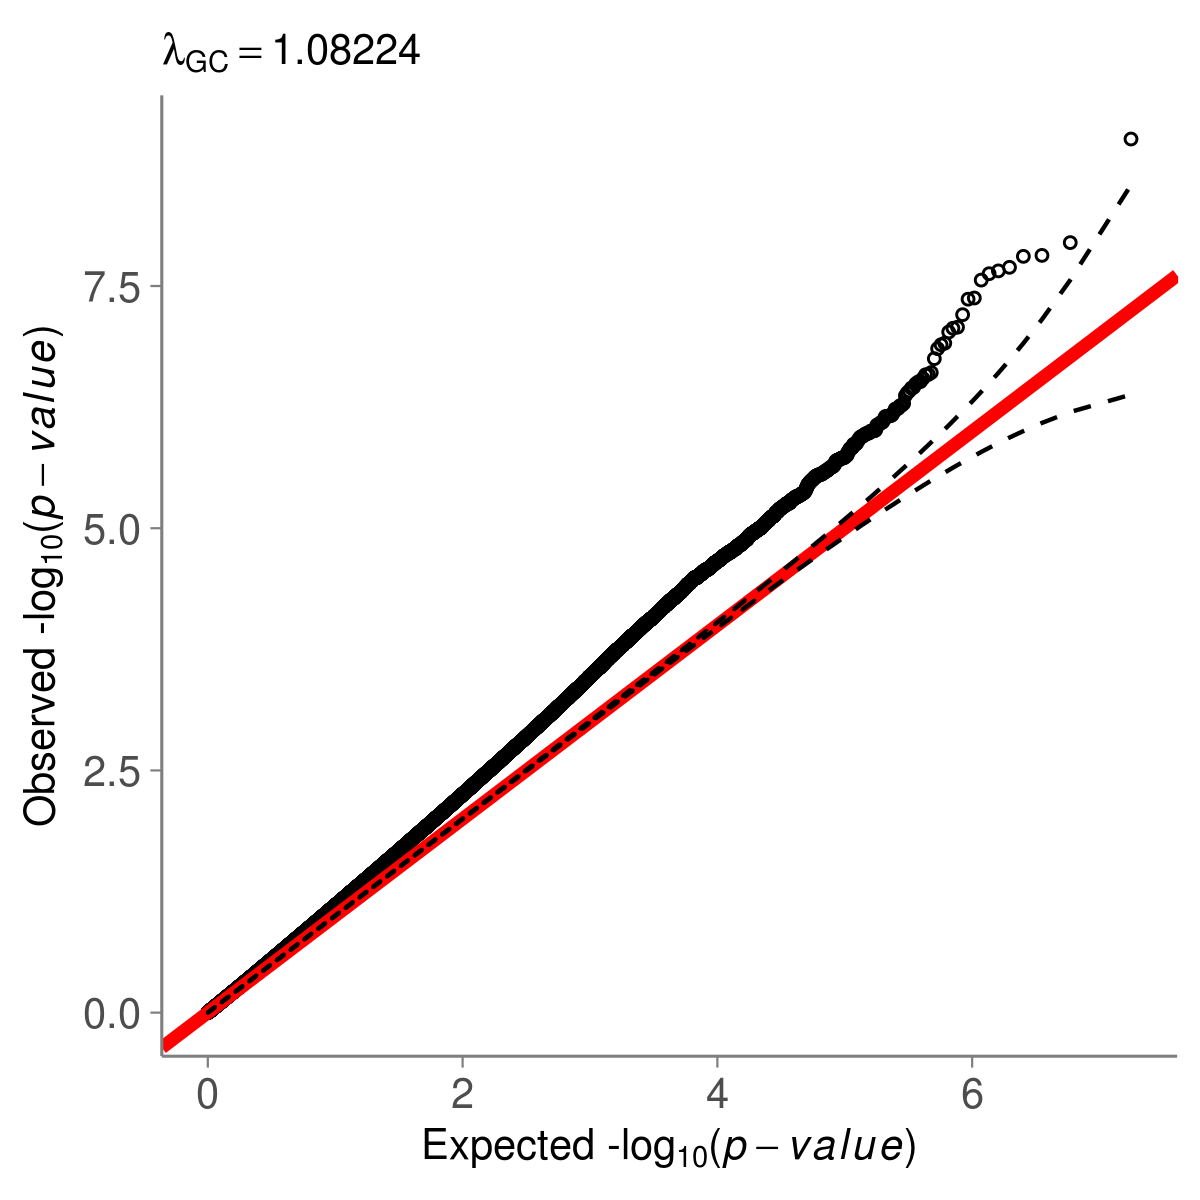 λGC = 1.08224
7.5
5.0
2.5
0.0
Observed -log10(p − value)
0 2 4 6
Expected -log10(p − value)